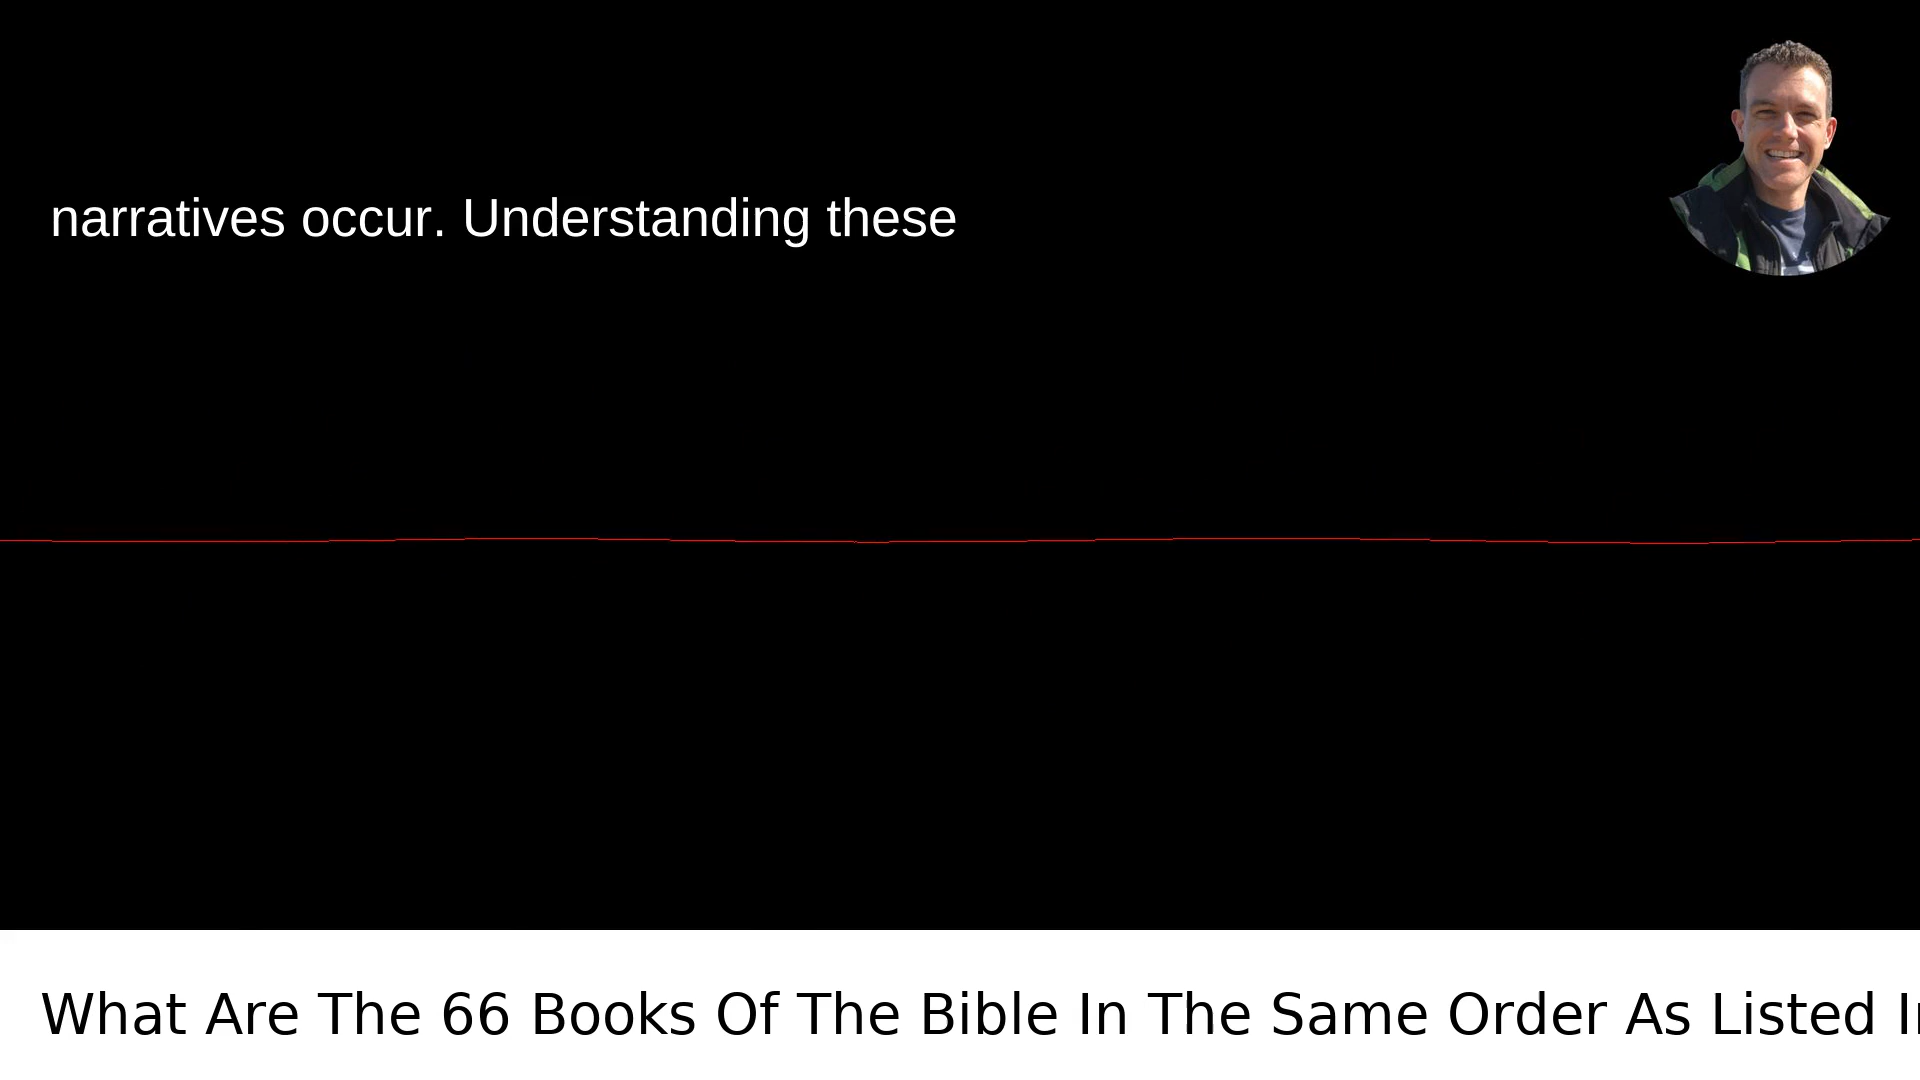 narratives occur. Understanding these
What Are The 66 Books Of The Bible In The Same Order As Listed